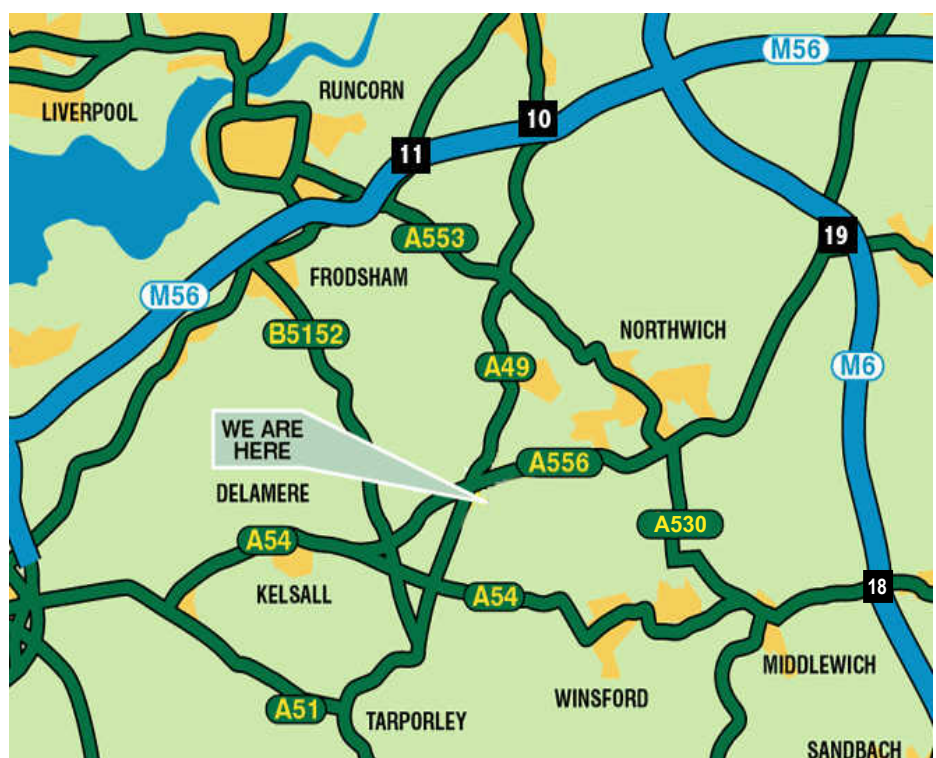 M56
RUNCORN
LIVERPOOL
10
11
19
A553
FRODSHAM
M56
B5152
NORTHWICH
A49
M6
WE ARE
HERE
A556
DELAMERE
A530
A54
KELSALL
A54
18
MIDDLEWICH
WINSFORD
A51
TARPORLEY
SANDBACH